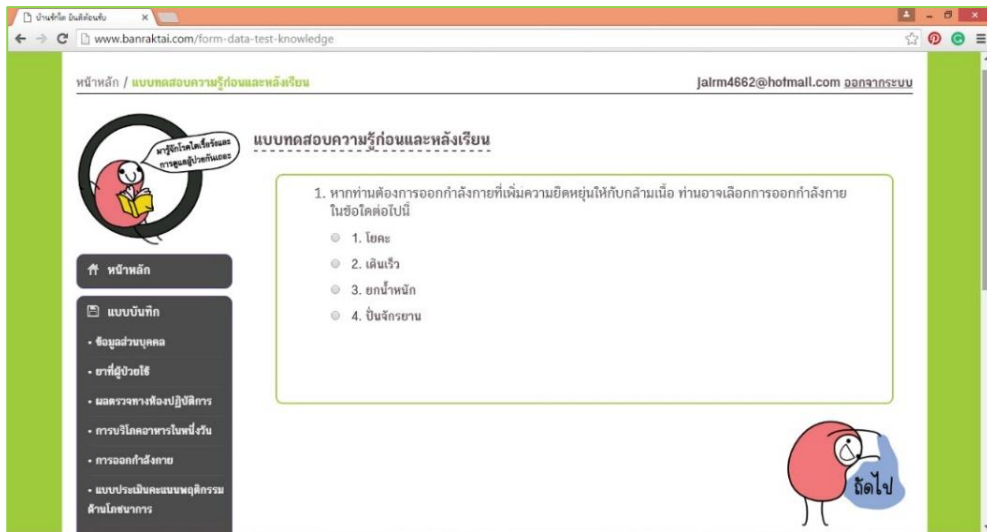 บ้านรักไต ยินดีต้อนรับ
www.banraktai.com/form-data-test-knowledge
หน้าหลัก / แบบทดสอบความรู้ก่อนและหลังเรียน
jairm4662@hotmail.com ออกจากระบบ
มารู้จักโรคไตเรื้อรังและ
การดูแลผู้ป่วยกันเถอะ
แบบทดสอบความรู้ก่อนและหลังเรียน
1. หากท่านต้องการออกกำลังกายที่เพิ่มความยืดหยุ่นให้กับกล้ามเนื้อ ท่านอาจเลือกการออกกำลังกาย
ในข้อใดต่อไปนี้
1. โยคะ
2. เดินเร็ว
3. ยกน้ำหนัก
4. ปั่นจักรยาน
หน้าหลัก
แบบบันทึก
• ข้อมูลส่วนบุคคล
• ยาที่ผู้ป่วยใช้
• ผลตรวจทางห้องปฏิบัติการ
• การบริโภคอาหารในหนึ่งวัน
• การออกกำลังกาย
• แบบประเมินคะแนนพฤติกรรม
ด้านโภชนาการ
ถัดไป